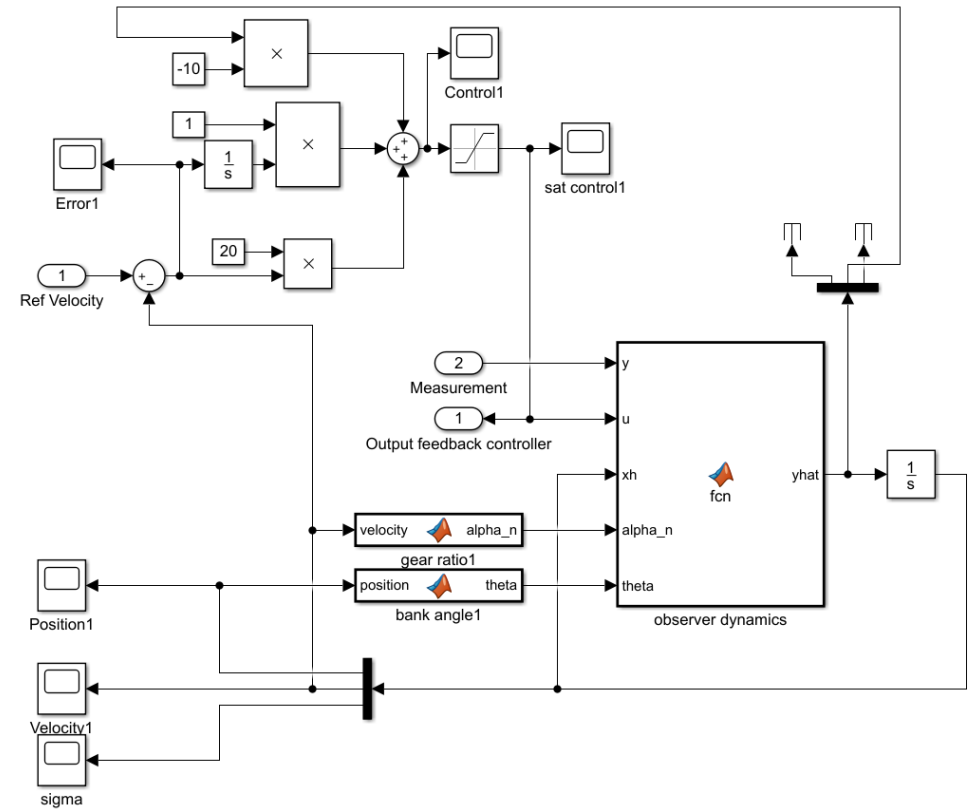 ×
-10
Control1
1
×
+
+
+
1
s
sat control1
Error1
20
×
1
+
−
Ref Velocity
2
y
Measurement
1
u
Output feedback controller
xh
fcn
yhat
1
s
velocity
alpha_n
alpha_n
gear ratio1
position
theta
theta
bank angle1
observer dynamics
Position1
Velocity1
sigma